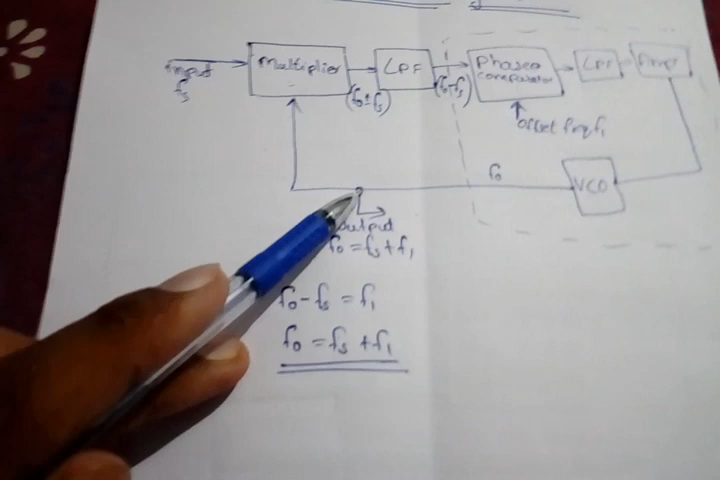 Multiplier
LPF
Phase
comparator
LPF
Amp
Input
fs
(fo±fs)
(fo-fs)
offset freq f1
fo
VCO
output
fo = fs + f1
fo - fs = f1
fo = fs + f1